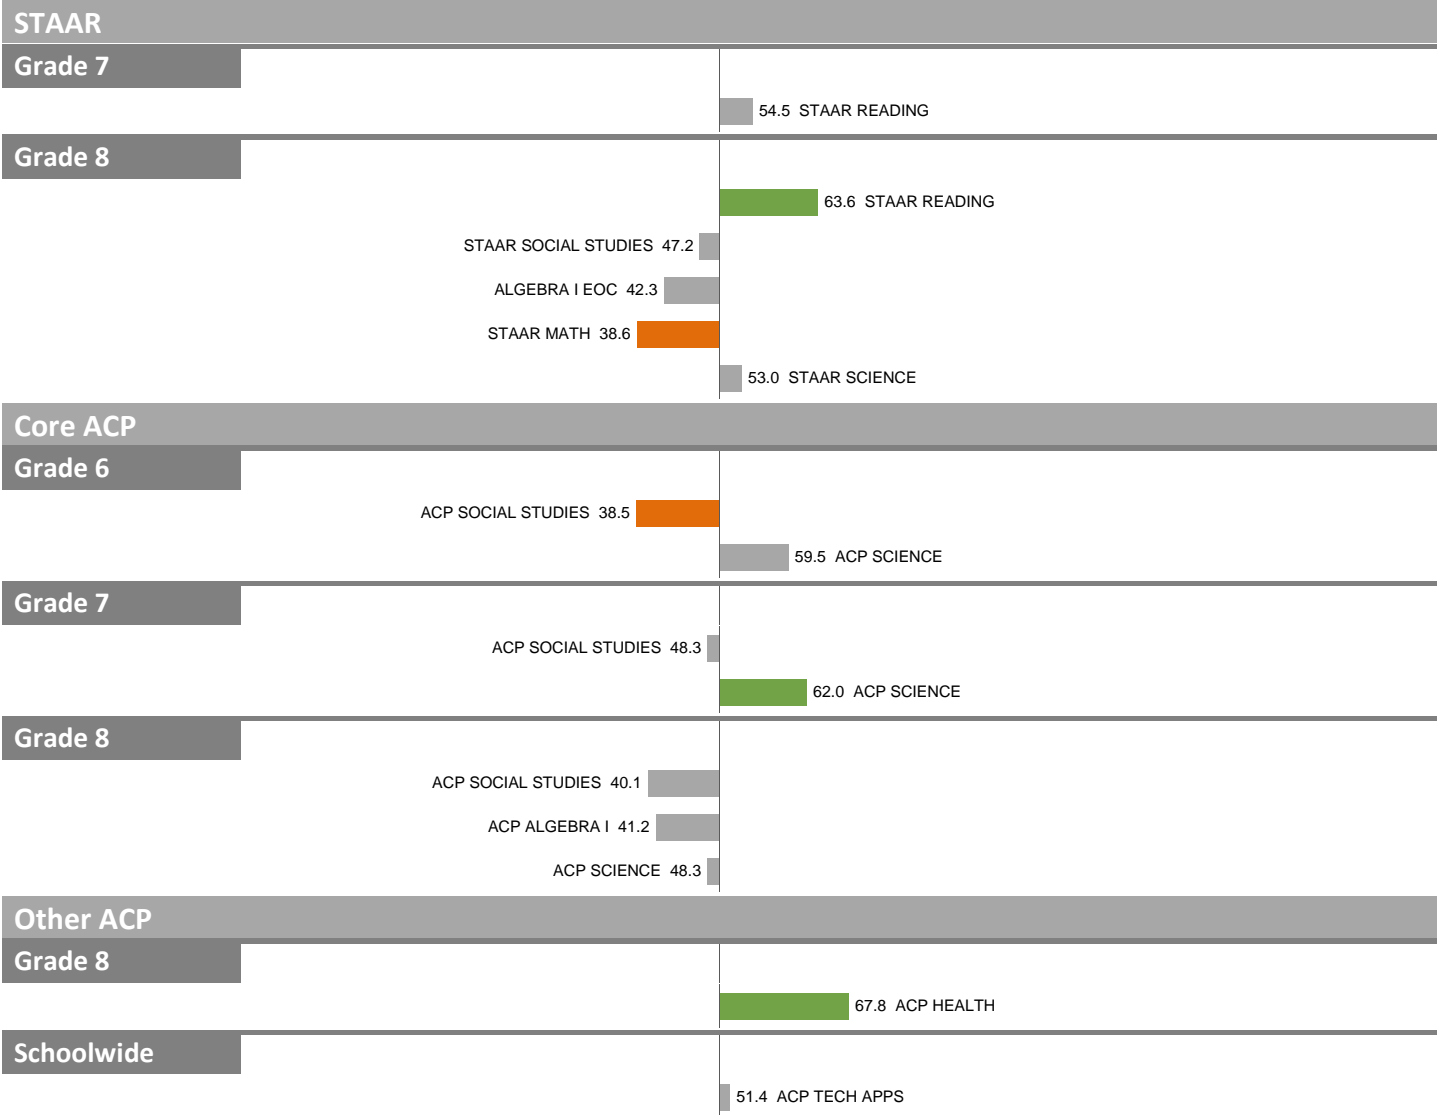 STAAR
Grade 7
54.5 STAAR READING
Grade 8
63.6 STAAR READING
STAAR SOCIAL STUDIES 47.2
ALGEBRA I EOC 42.3
STAAR MATH 38.6
53.0 STAAR SCIENCE
Core ACP
Grade 6
ACP SOCIAL STUDIES 38.5
59.5 ACP SCIENCE
Grade 7
ACP SOCIAL STUDIES 48.3
62.0 ACP SCIENCE
Grade 8
ACP SOCIAL STUDIES 40.1
ACP ALGEBRA I 41.2
ACP SCIENCE 48.3
Other ACP
Grade 8
67.8 ACP HEALTH
Schoolwide
51.4 ACP TECH APPS